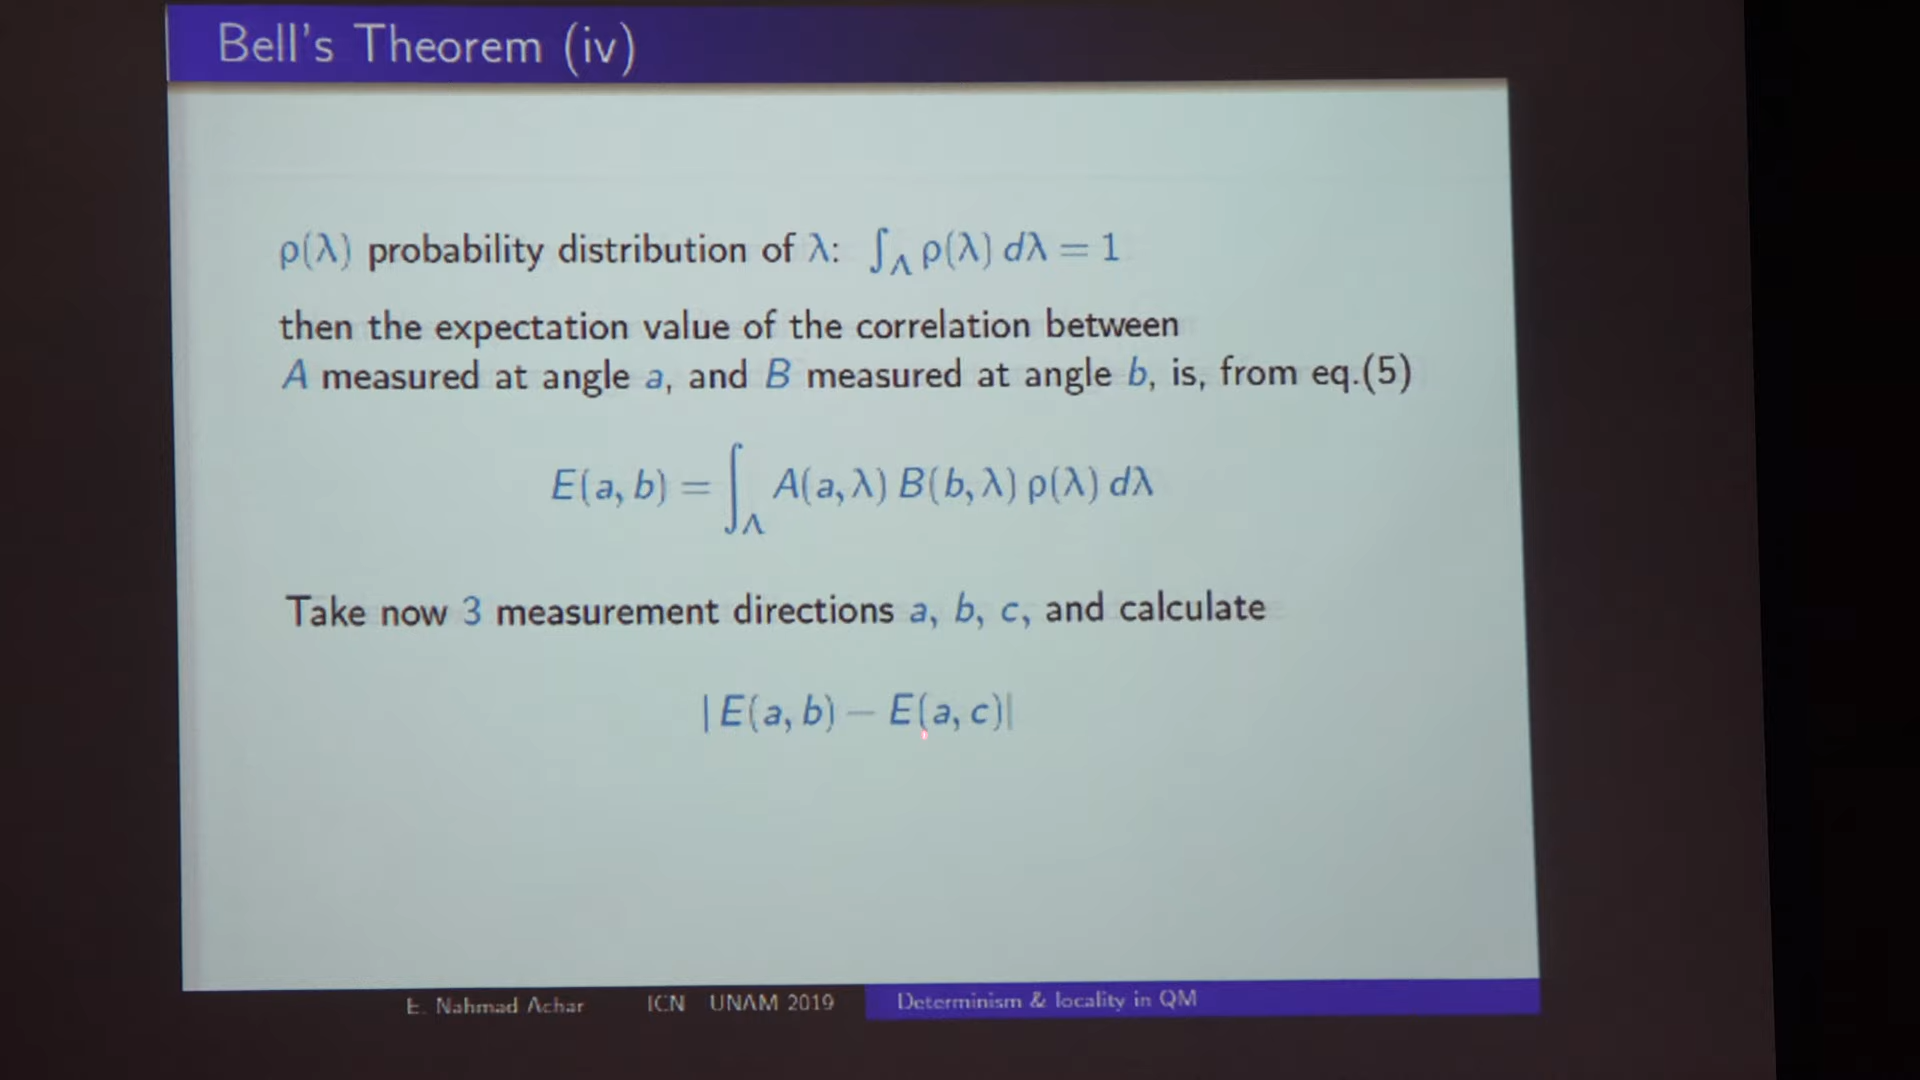 Bell's Theorem (iv)
ρ(λ) probability distribution of λ: ∫_Λ ρ(λ) dλ = 1
then the expectation value of the correlation between
A measured at angle a, and B measured at angle b, is, from eq.(5)
E(a, b) = ∫_Λ A(a, λ) B(b, λ) ρ(λ) dλ
Take now 3 measurement directions a, b, c, and calculate
|E(a, b) − E(a, c)|
E. Nahmad Achar ICN UNAM 2019 Determinism & locality in QM